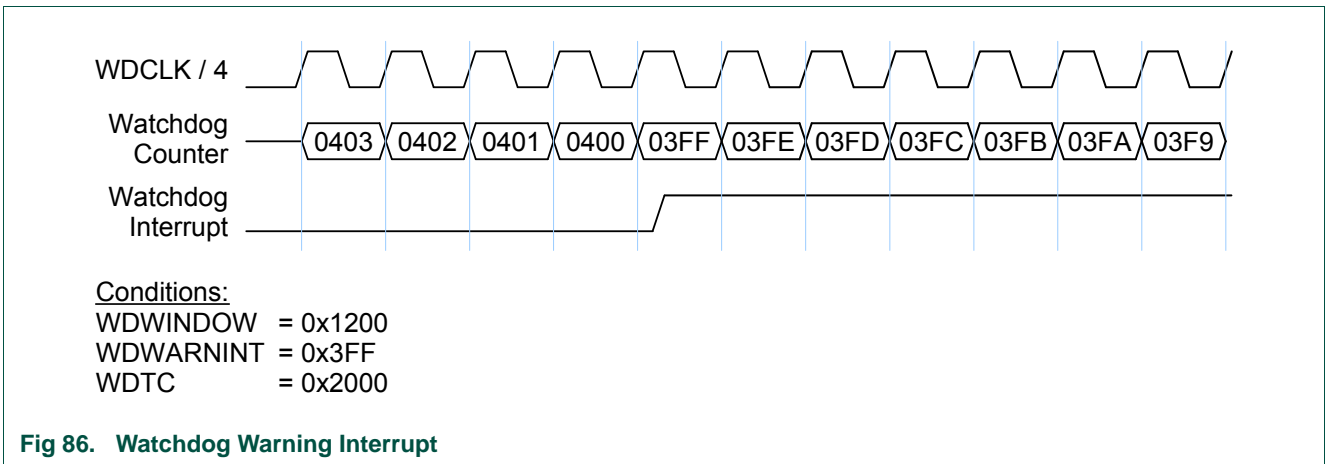 WDCLK / 4
Watchdog
Counter
0403 0402 0401 0400 03FF 03FE 03FD 03FC 03FB 03FA 03F9
Watchdog
Interrupt
Conditions:
WDWINDOW = 0x1200
WDWARNINT = 0x3FF
WDTC = 0x2000
Fig 86. Watchdog Warning Interrupt